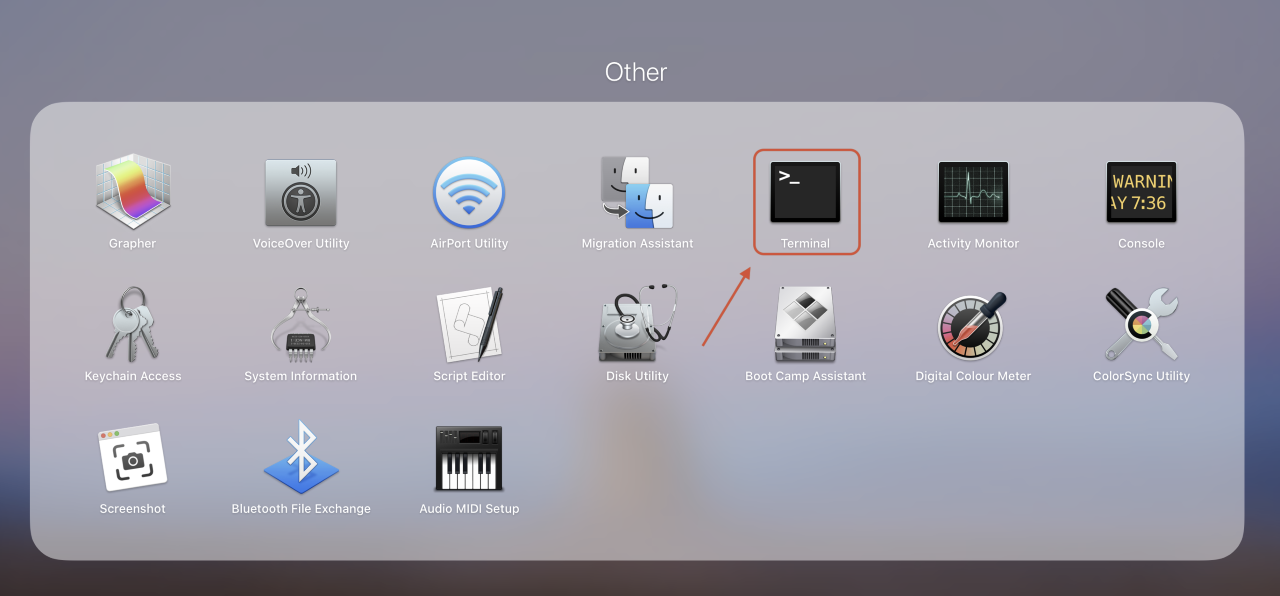 Other
>_
WARNIN
AY 7:36
Grapher
VoiceOver Utility
AirPort Utility
Migration Assistant
Terminal
Activity Monitor
Console
Keychain Access
System Information
Script Editor
Disk Utility
Boot Camp Assistant
Digital Colour Meter
ColorSync Utility
Screenshot
Bluetooth File Exchange
Audio MIDI Setup